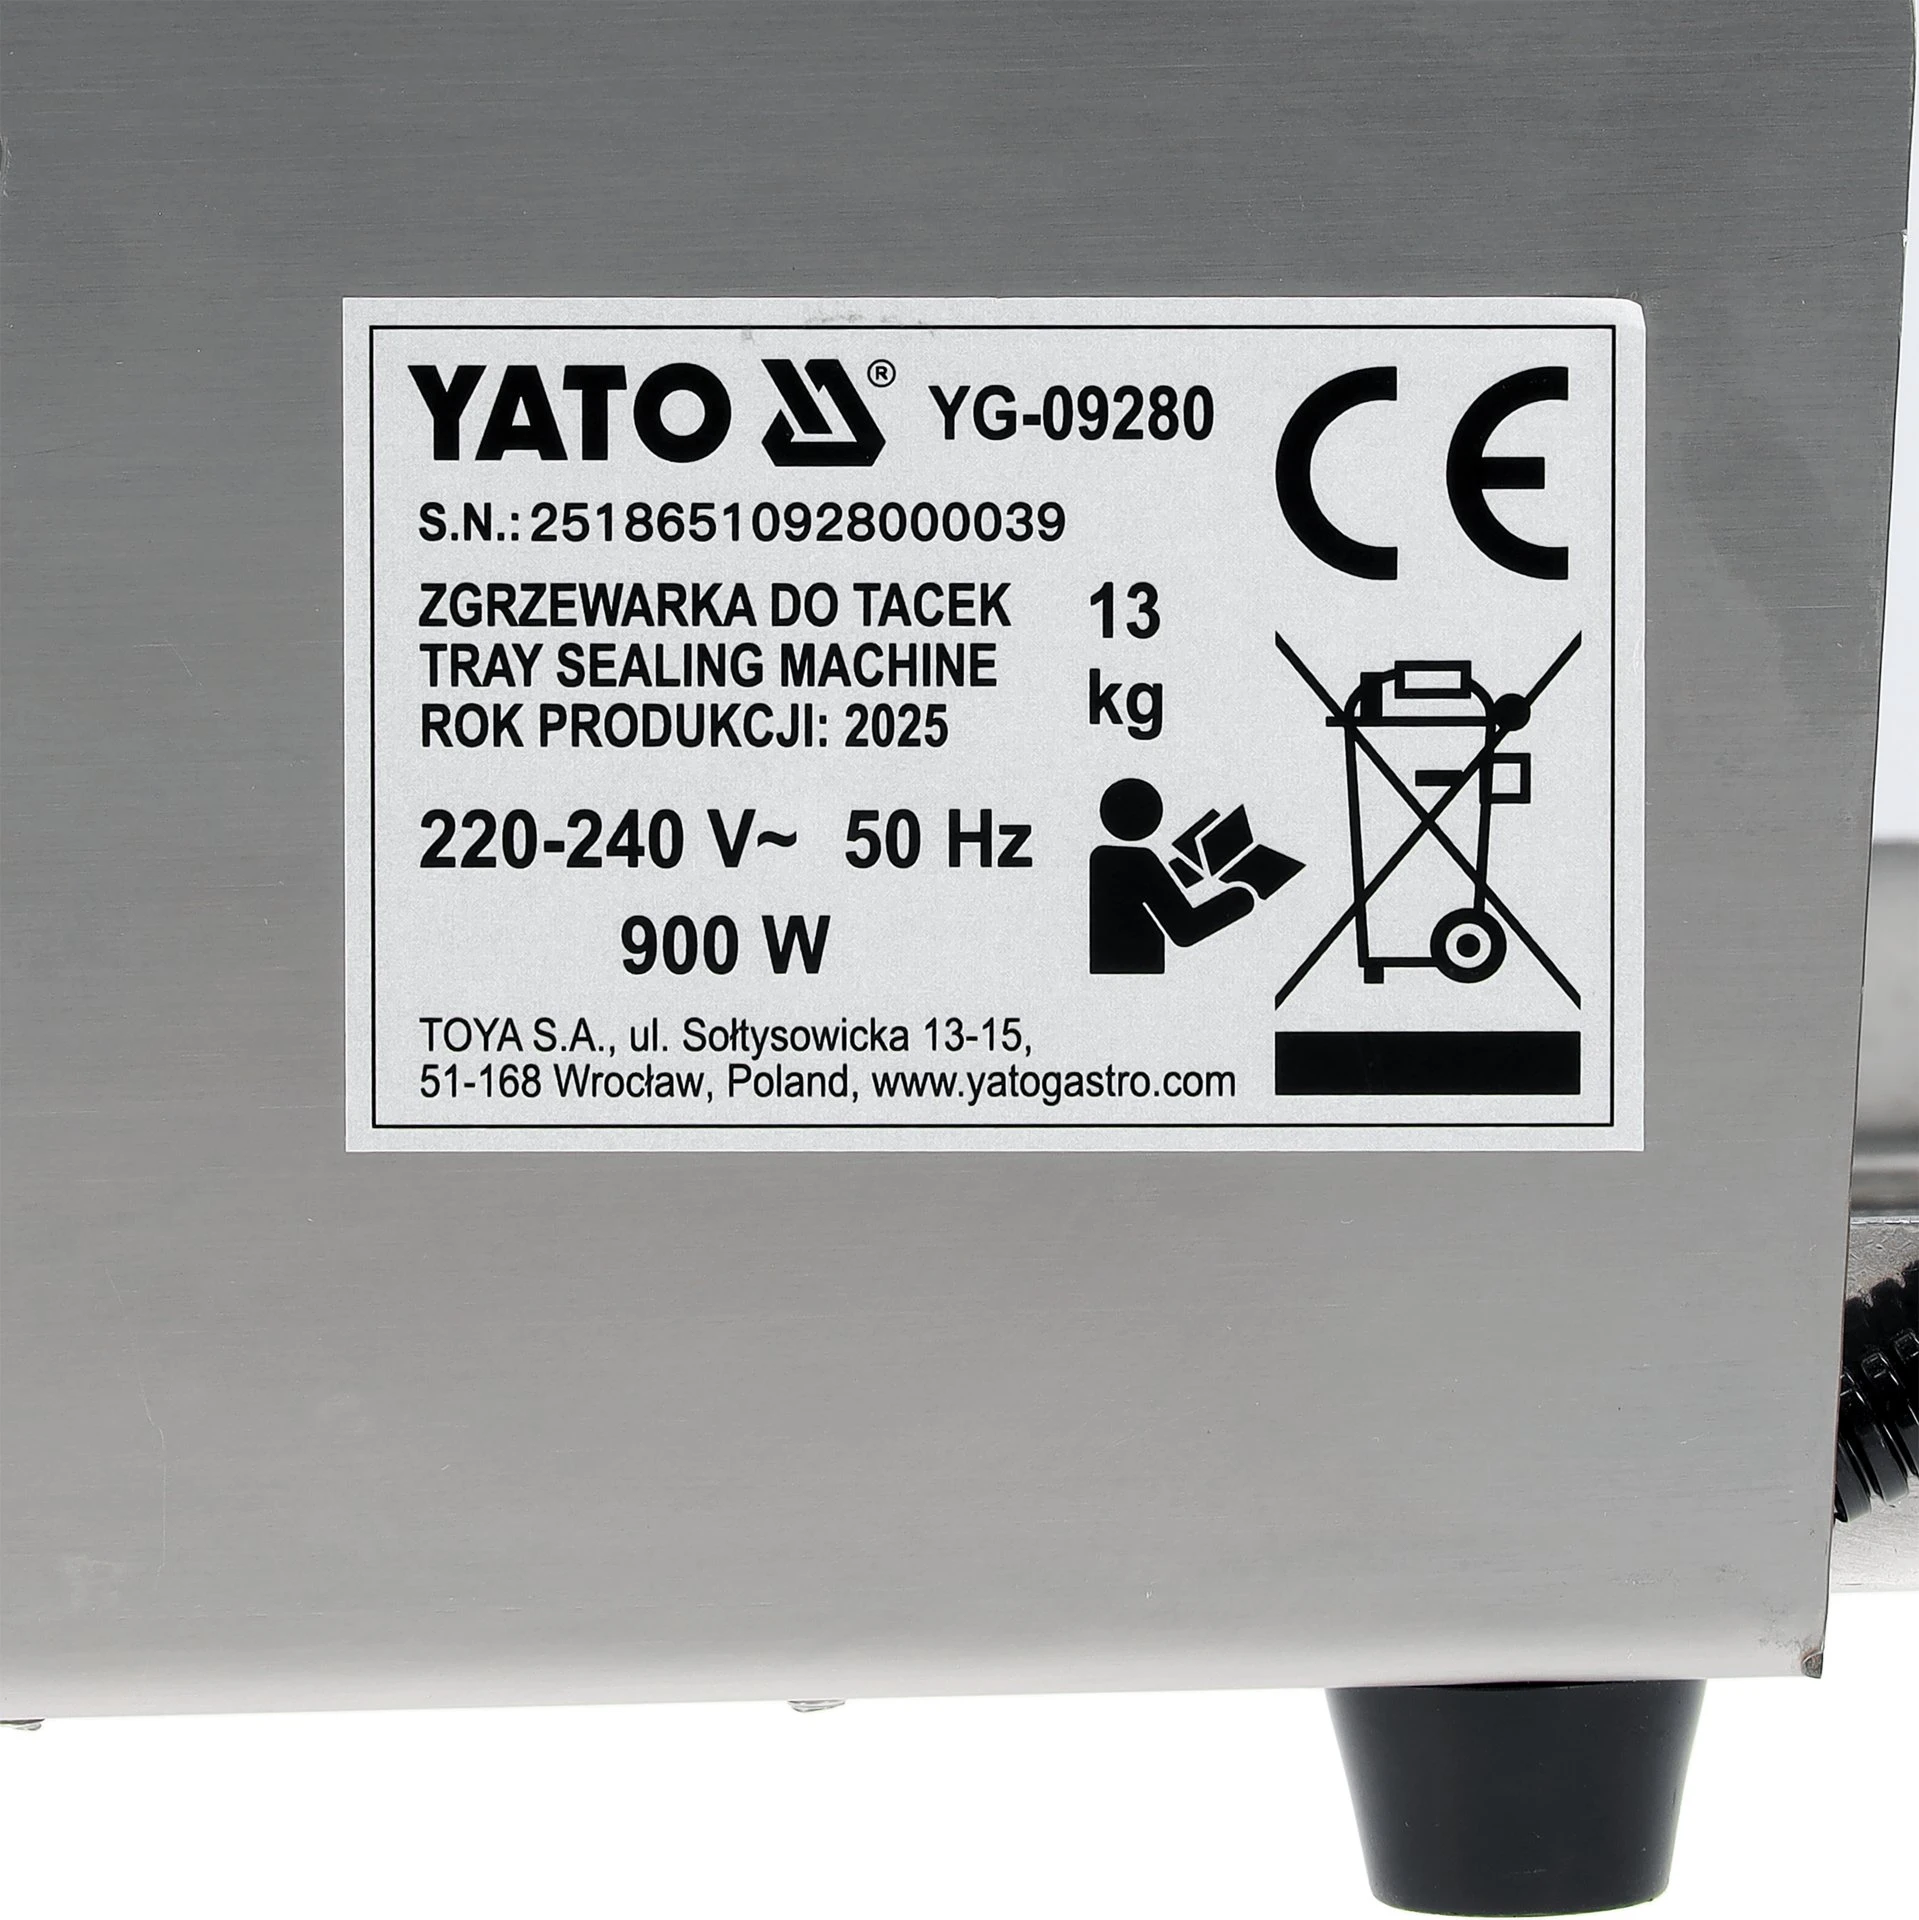 YATO ® YG-09280
S.N.: 25186510928000039
ZGRZEWARKA DO TACEK
TRAY SEALING MACHINE
ROK PRODUKCJI: 2025
13
kg
220-240 V~ 50 Hz
900 W
TOYA S.A., ul. Sołtysowicka 13-15,
51-168 Wrocław, Poland, www.yatogastro.com
CE